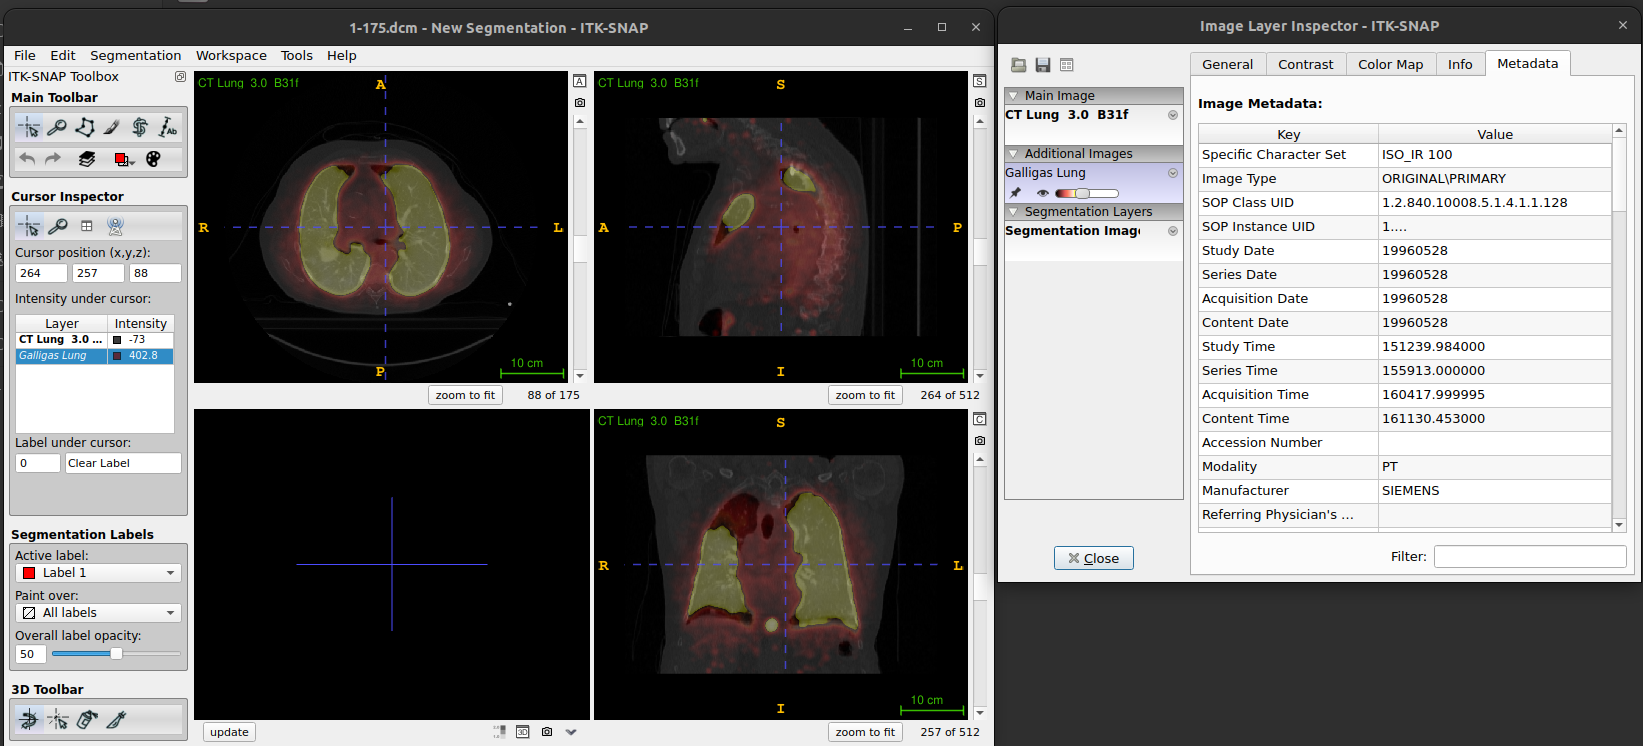 1-175.dcm - New Segmentation - ITK-SNAP
File Edit Segmentation Workspace Tools Help
ITK-SNAP Toolbox
Main Toolbar
Ab
Cursor Inspector
Cursor position (x,y,z):
264 257 88
Intensity under cursor:
Layer Intensity
CT Lung 3.0 ... -73
Galligas Lung 402.8
Label under cursor:
0 Clear Label
Segmentation Labels
Active label:
Label 1
Paint over:
All labels
Overall label opacity:
50
3D Toolbar
CT Lung 3.0 B31f
A
R
L
P
10 cm
A
zoom to fit 88 of 175
CT Lung 3.0 B31f
S
A
P
I
10 cm
S
zoom to fit 264 of 512
update
3D
CT Lung 3.0 B31f
S
R
L
I
10 cm
C
zoom to fit 257 of 512
Image Layer Inspector - ITK-SNAP
Main Image
CT Lung 3.0 B31f
Additional Images
Galligas Lung
Segmentation Layers
Segmentation Imag
Close
General Contrast Color Map Info Metadata
Image Metadata:
Key Value
Specific Character Set ISO_IR 100
Image Type ORIGINAL\PRIMARY
SOP Class UID 1.2.840.10008.5.1.4.1.1.128
SOP Instance UID 1....
Study Date 19960528
Series Date 19960528
Acquisition Date 19960528
Content Date 19960528
Study Time 151239.984000
Series Time 155913.000000
Acquisition Time 160417.999995
Content Time 161130.453000
Accession Number
Modality PT
Manufacturer SIEMENS
Referring Physician's ...
Filter: